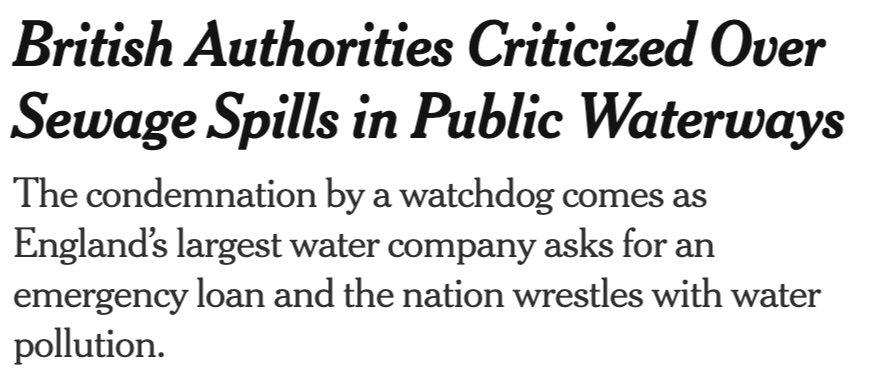 British Authorities Criticized Over
Sewage Spills in Public Waterways
The condemnation by a watchdog comes as
England’s largest water company asks for an
emergency loan and the nation wrestles with water
pollution.